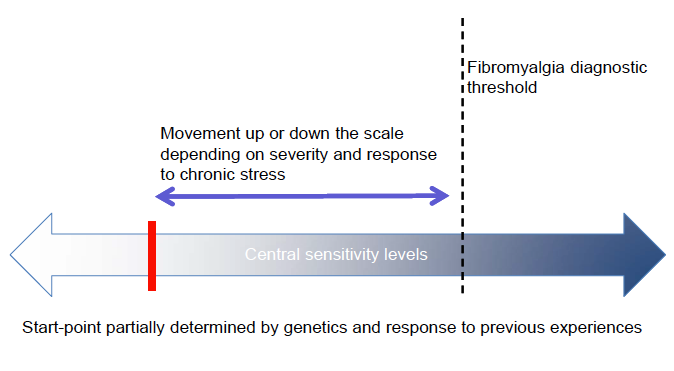 Fibromyalgia diagnostic
threshold
Movement up or down the scale
depending on severity and response
to chronic stress
Central sensitivity levels
Start-point partially determined by genetics and response to previous experiences